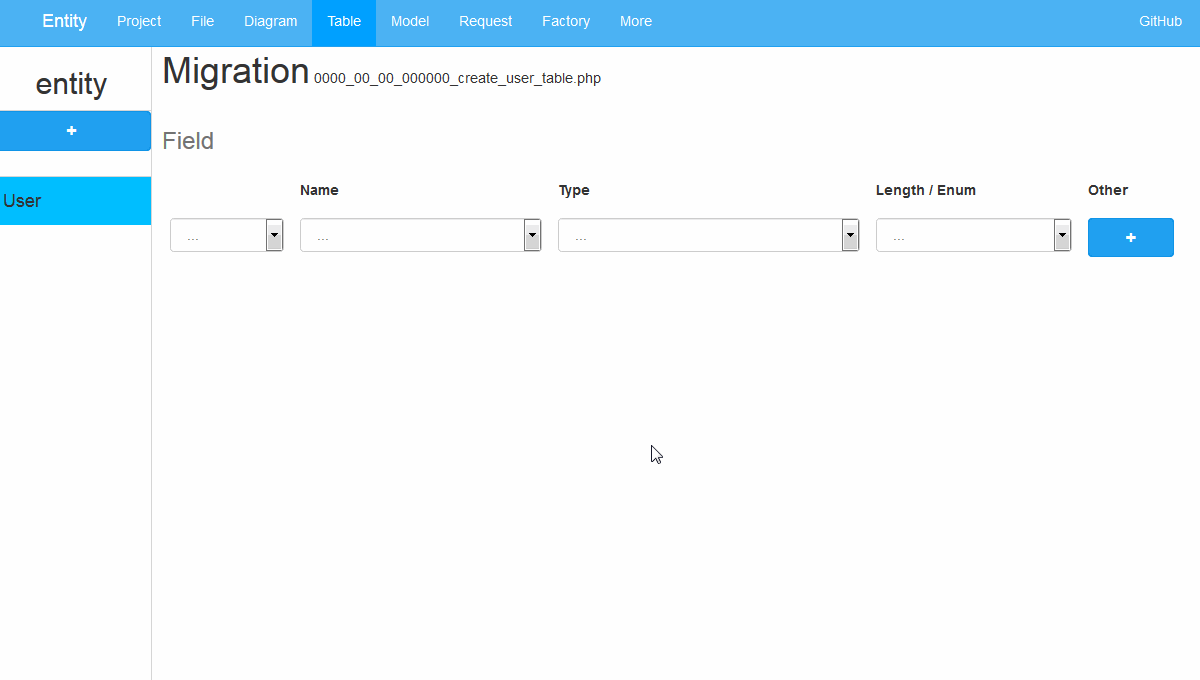 Entity Project File Diagram Table Model Request Factory More GitHub
entity
+
User
Migration 0000_00_00_000000_create_user_table.php
Field
Name Type Length / Enum Other
... ... ... ... +